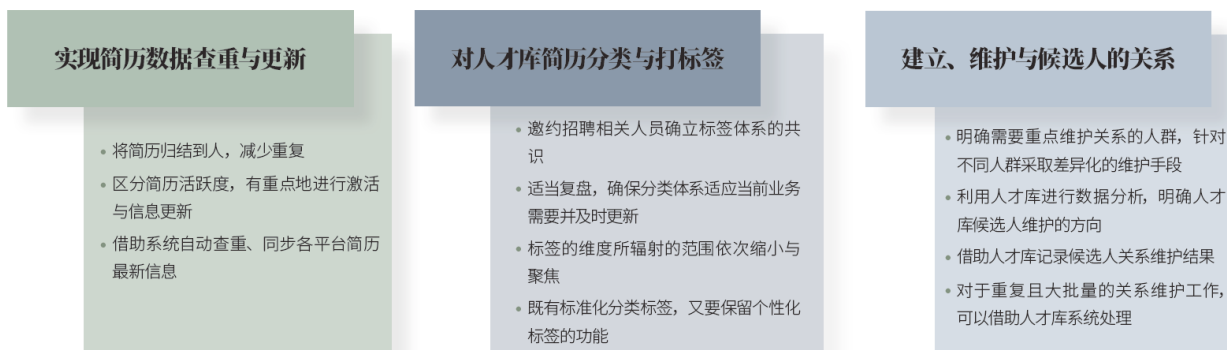 实现简历数据查重与更新
将简历归结到人，减少重复
区分简历活跃度，有重点地进行激活
与信息更新
借助系统自动查重、同步各平台简历
最新信息
对人才库简历分类与打标签
邀约招聘相关人员确立标签体系的共
识
适当复盘，确保分类体系适应当前业务
需要并及时更新
标签的维度所辐射的范围依次缩小与
聚焦
既有标准化分类标签，又要保留个性化
标签的功能
建立、维护与候选人的关系
明确需要重点维护关系的人群，针对
不同人群采取差异化的维护手段
利用人才库进行数据分析，明确人才
库候选人维护的方向
借助人才库记录候选人关系维护结果
对于重复且大批量的关系维护工作，
可以借助人才库系统处理